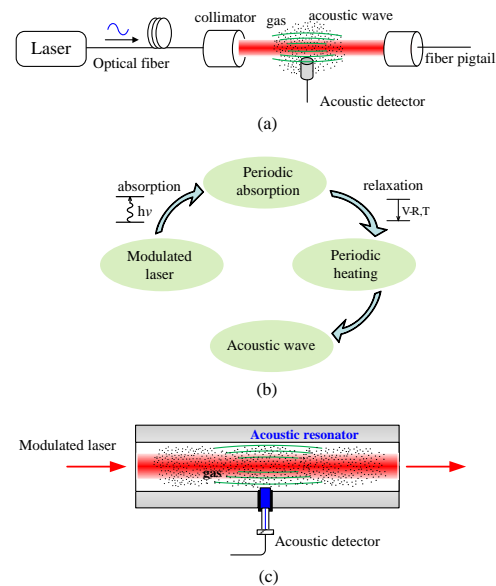 collimator
gas
acoustic wave
Laser
Optical fiber
fiber pigtail
Acoustic detector
(a)
Periodic
absorption
absorption
hν
relaxation
V-R,T
Modulated
laser
Periodic
heating
Acoustic wave
(b)
Acoustic resonator
Modulated laser
gas
Acoustic detector
(c)